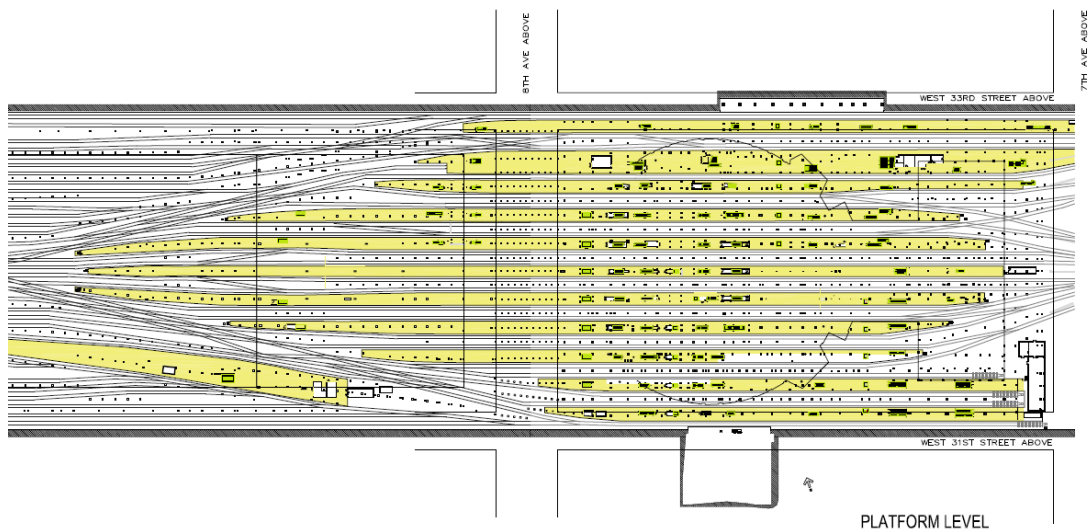 8TH AVE ABOVE
7TH AVE ABOVE
WEST 33RD STREET ABOVE
WEST 31ST STREET ABOVE
PLATFORM LEVEL